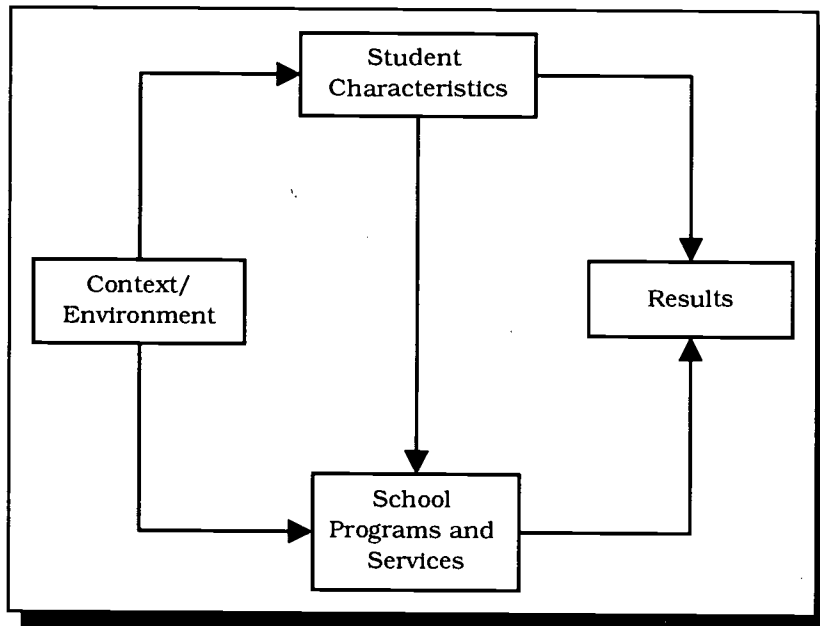 Student
Characteristics
Context/
Environment
Results
School
Programs and
Services